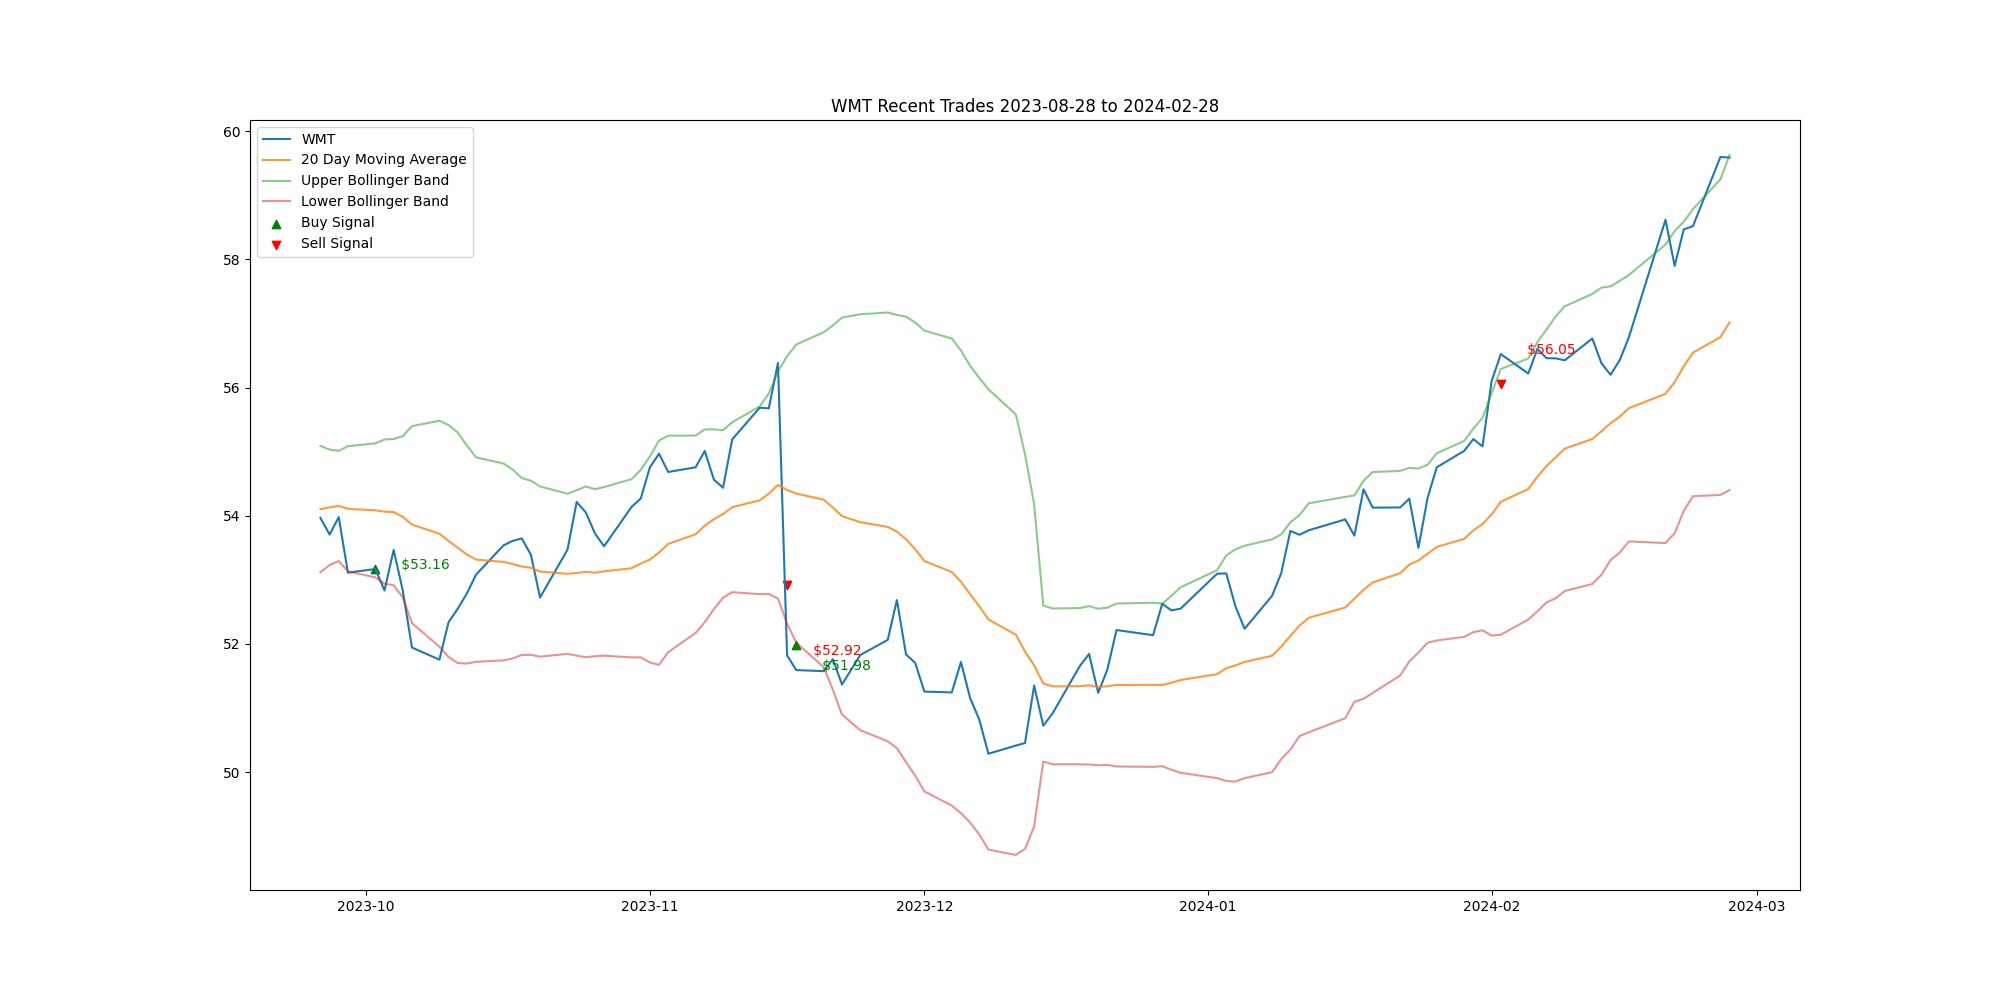 WMT Recent Trades 2023-08-28 to 2024-02-28
WMT
20 Day Moving Average
Upper Bollinger Band
Lower Bollinger Band
Buy Signal
Sell Signal
60
58
56
54
52
50
$53.16
$52.92
$51.98
$56.05
2023-10
2023-11
2023-12
2024-01
2024-02
2024-03